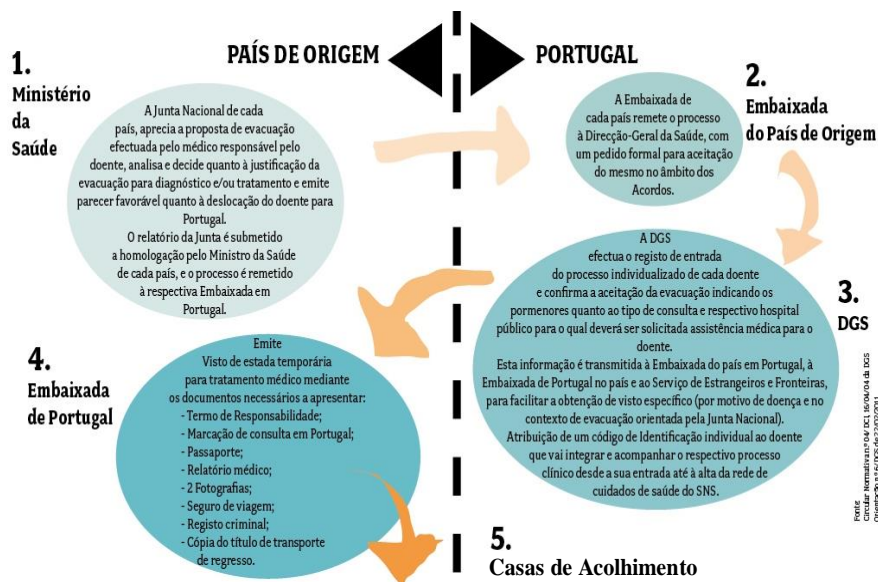 PAÍS DE ORIGEM
PORTUGAL
1.
Ministério
da
Saúde
A Junta Nacional de cada
país, aprecia a proposta de evacuação
efectuada pelo médico responsável pelo
doente, analisa e decide quanto à justificação da
evacuação para diagnóstico e/ou tratamento e emite
parecer favorável quanto à deslocação do doente para
Portugal.
O relatório da Junta é submetido
a homologação pelo Ministro da Saúde
de cada país, e o processo é remetido
à respectiva Embaixada em
Portugal.
2.
Embaixada
do País de Origem
A Embaixada de
cada país remete o processo
à Direcção-Geral da Saúde, com
um pedido formal para aceitação
do mesmo no âmbito dos
Acordos.
3.
DGS
A DGS
efectua o registo de entrada
do processo individualizado de cada doente
e confirma a aceitação da evacuação indicando os
pormenores quanto ao tipo de consulta e respectivo hospital
público para o qual deverá ser solicitada assistência médica para o
doente.
Esta informação é transmitida à Embaixada do país em Portugal, à
Embaixada de Portugal no país e ao Serviço de Estrangeiros e Fronteiras,
para facilitar a obtenção de visto específico (por motivo de doença e no
contexto de evacuação orientada pela Junta Nacional).
Atribuição de um código de Identificação individual ao doente
que vai integrar e acompanhar o respectivo processo
clínico desde a sua entrada até à alta da rede de
cuidados de saúde do SNS.
4.
Embaixada
de Portugal
Emite
Visto de estada temporária
para tratamento médico mediante
os documentos necessários a apresentar:
- Termo de Responsabilidade;
- Marcação de consulta em Portugal;
- Passaporte;
- Relatório médico;
- 2 Fotografias;
- Seguro de viagem;
- Registo criminal;
- Cópia do título de transporte
de regresso.
5.
Casas de Acolhimento
Fonte
Circular Normativa n.º 04/ DCI, 16/04/04 da DGS